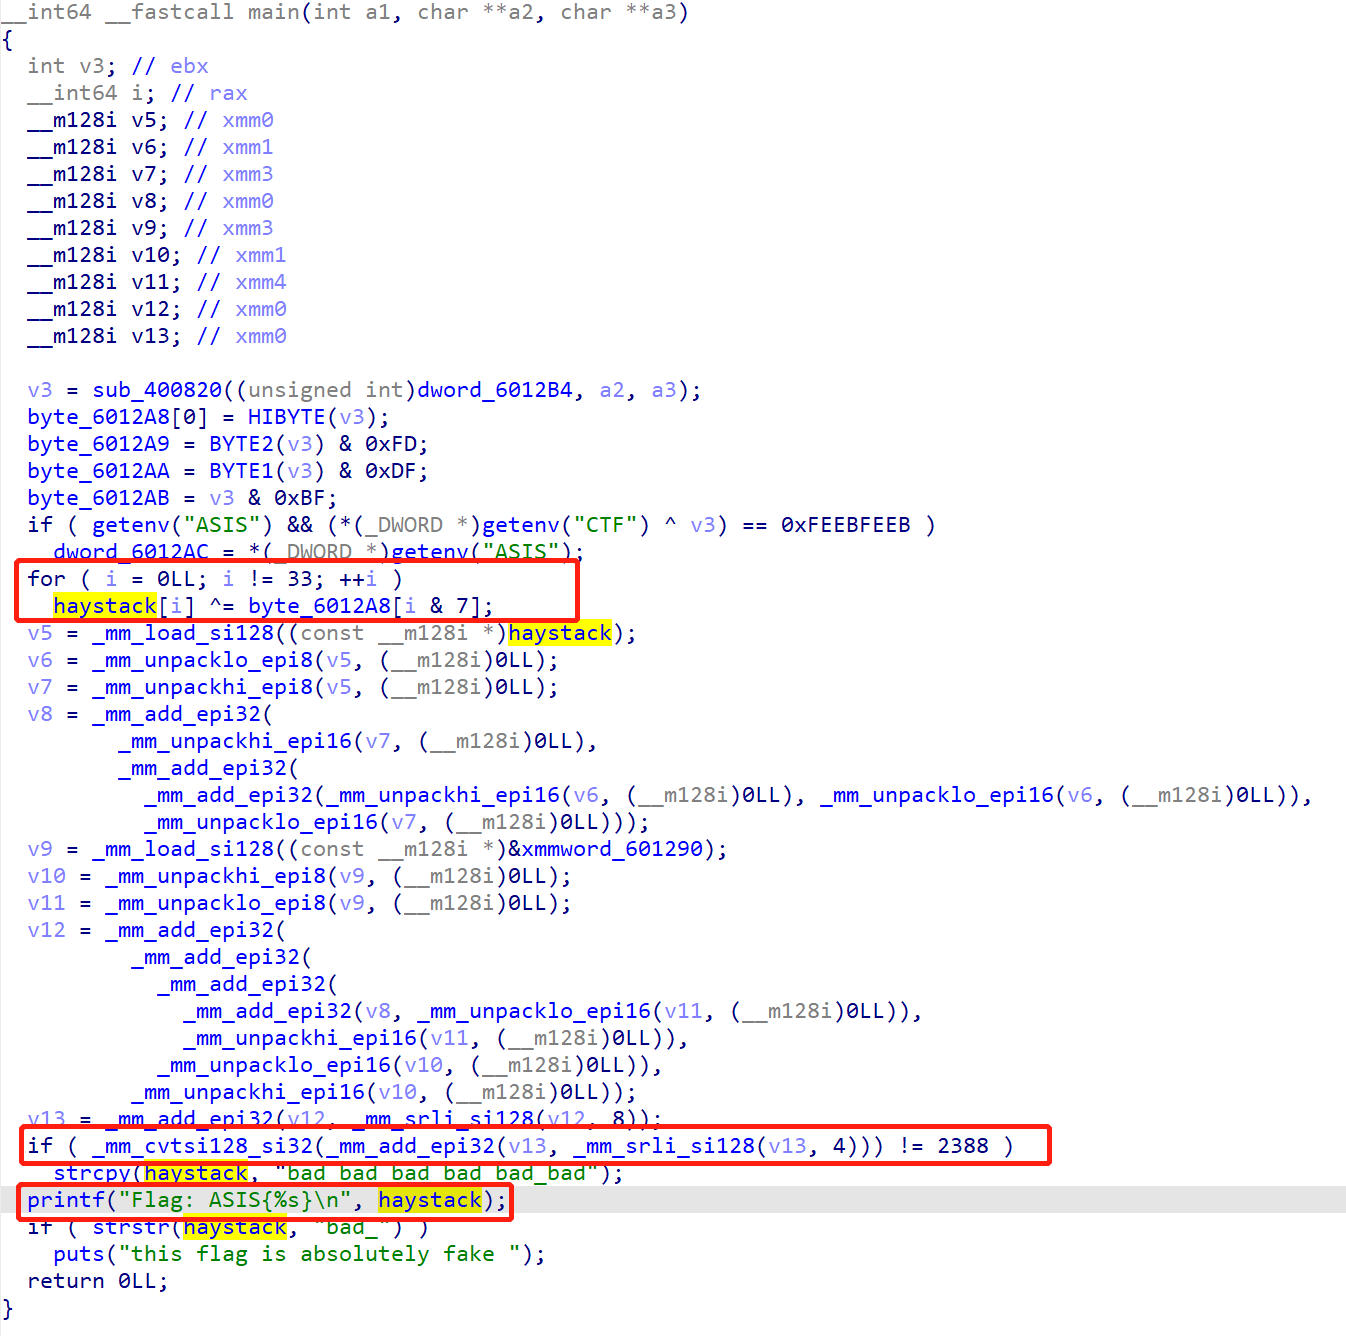 __int64 __fastcall main(int a1, char **a2, char **a3)
{
  int v3; // ebx
  __int64 i; // rax
  __m128i v5; // xmm0
  __m128i v6; // xmm1
  __m128i v7; // xmm3
  __m128i v8; // xmm0
  __m128i v9; // xmm3
  __m128i v10; // xmm1
  __m128i v11; // xmm4
  __m128i v12; // xmm0
  __m128i v13; // xmm0

  v3 = sub_400820((unsigned int)dword_6012B4, a2, a3);
  byte_6012A8[0] = HIBYTE(v3);
  byte_6012A9 = BYTE2(v3) & 0xFD;
  byte_6012AA = BYTE1(v3) & 0xDF;
  byte_6012AB = v3 & 0xBF;
  if ( getenv("ASIS") && (*(_DWORD *)getenv("CTF") ^ v3) == 0xFEEBFEEB )
    dword_6012AC = *(_DWORD *)getenv("ASIS");
  for ( i = 0LL; i != 33; ++i )
    haystack[i] ^= byte_6012A8[i & 7];
  v5 = _mm_load_si128((const __m128i *)haystack);
  v6 = _mm_unpacklo_epi8(v5, (__m128i)0LL);
  v7 = _mm_unpackhi_epi8(v5, (__m128i)0LL);
  v8 = _mm_add_epi32(
         _mm_unpackhi_epi16(v7, (__m128i)0LL),
         _mm_add_epi32(
           _mm_add_epi32(_mm_unpackhi_epi16(v6, (__m128i)0LL), _mm_unpacklo_epi16(v6, (__m128i)0LL)),
           _mm_unpacklo_epi16(v7, (__m128i)0LL)));
  v9 = _mm_load_si128((const __m128i *)&xmmword_601290);
  v10 = _mm_unpackhi_epi8(v9, (__m128i)0LL);
  v11 = _mm_unpacklo_epi8(v9, (__m128i)0LL);
  v12 = _mm_add_epi32(
          _mm_add_epi32(
            _mm_add_epi32(
              _mm_add_epi32(v8, _mm_unpacklo_epi16(v11, (__m128i)0LL)),
              _mm_unpackhi_epi16(v11, (__m128i)0LL)),
            _mm_unpacklo_epi16(v10, (__m128i)0LL)),
          _mm_unpackhi_epi16(v10, (__m128i)0LL));
  v13 = _mm_add_epi32(v12, _mm_srli_si128(v12, 8));
  if ( _mm_cvtsi128_si32(_mm_add_epi32(v13, _mm_srli_si128(v13, 4))) != 2388 )
    strcpy(haystack, "bad_bad_bad_bad_bad_bad");
  printf("Flag: ASIS{%s}\n", haystack);
  if ( strstr(haystack, "bad_") )
    puts("this flag is absolutely fake ");
  return 0LL;
}